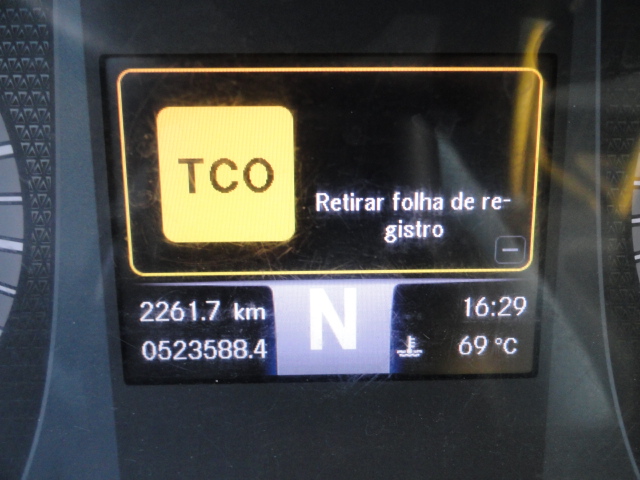 TCO
Retirar folha de re-
gistro
2261.7 km
N
16:29
0523588.4
69 °C